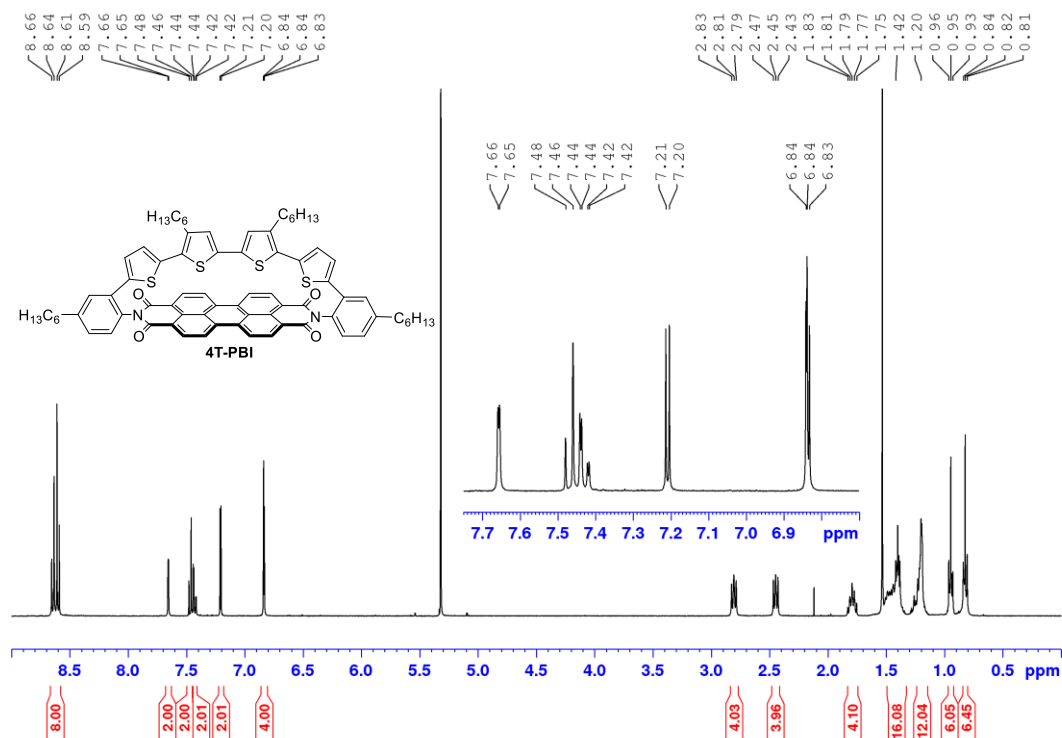 8.66 8.64 8.61 8.59 7.66 7.65 7.48 7.46 7.44 7.44 7.42 7.42 7.21 7.20 6.84 6.84 6.83 2.83 2.81 2.79 2.47 2.45 2.43 1.83 1.81 1.79 1.77 1.75 1.42 1.20 0.96 0.95 0.93 0.84 0.82 0.81
7.66 7.65 7.48 7.46 7.44 7.44 7.42 7.42 7.21 7.20 6.84 6.84 6.83
H13C6 C6H13
S S S S
H13C6 O N O O N O C6H13
4T-PBI
7.7 7.6 7.5 7.4 7.3 7.2 7.1 7.0 6.9 ppm
8.5 8.0 7.5 7.0 6.5 6.0 5.5 5.0 4.5 4.0 3.5 3.0 2.5 2.0 1.5 1.0 0.5 ppm
8.00 2.00 2.00 2.01 2.01 4.00 4.03 3.96 4.10 16.08 12.04 6.05 6.45